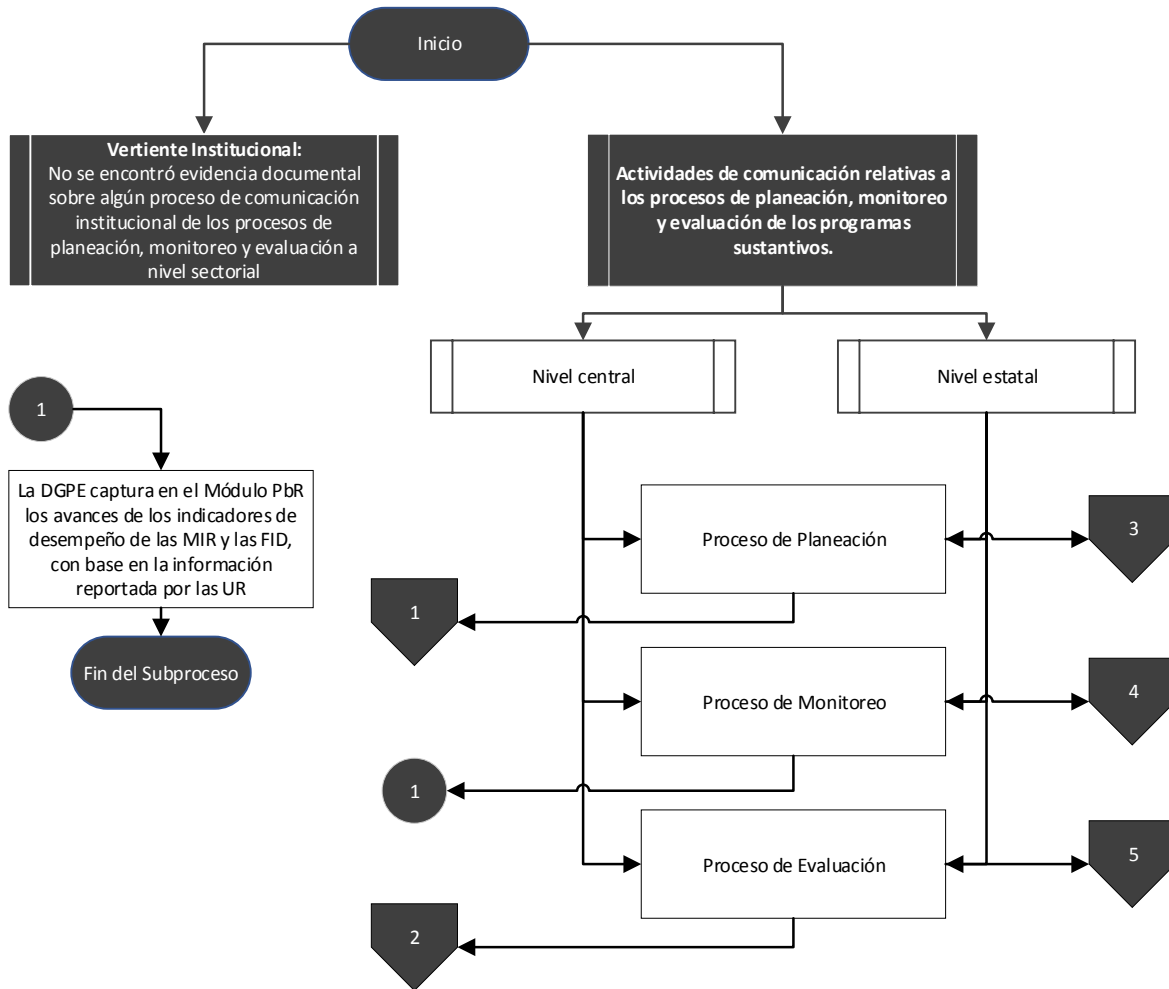 Inicio
Vertiente Institucional:
No se encontró evidencia documental
sobre algún proceso de comunicación
institucional de los procesos de
planeación, monitoreo y evaluación a
nivel sectorial
Actividades de comunicación relativas a
los procesos de planeación, monitoreo
y evaluación de los programas
sustantivos.
Nivel central
Nivel estatal
1
La DGPE captura en el Módulo PbR
los avances de los indicadores de
desempeño de las MIR y las FID,
con base en la información
reportada por las UR
Fin del Subproceso
Proceso de Planeación
3
1
Proceso de Monitoreo
4
1
Proceso de Evaluación
5
2